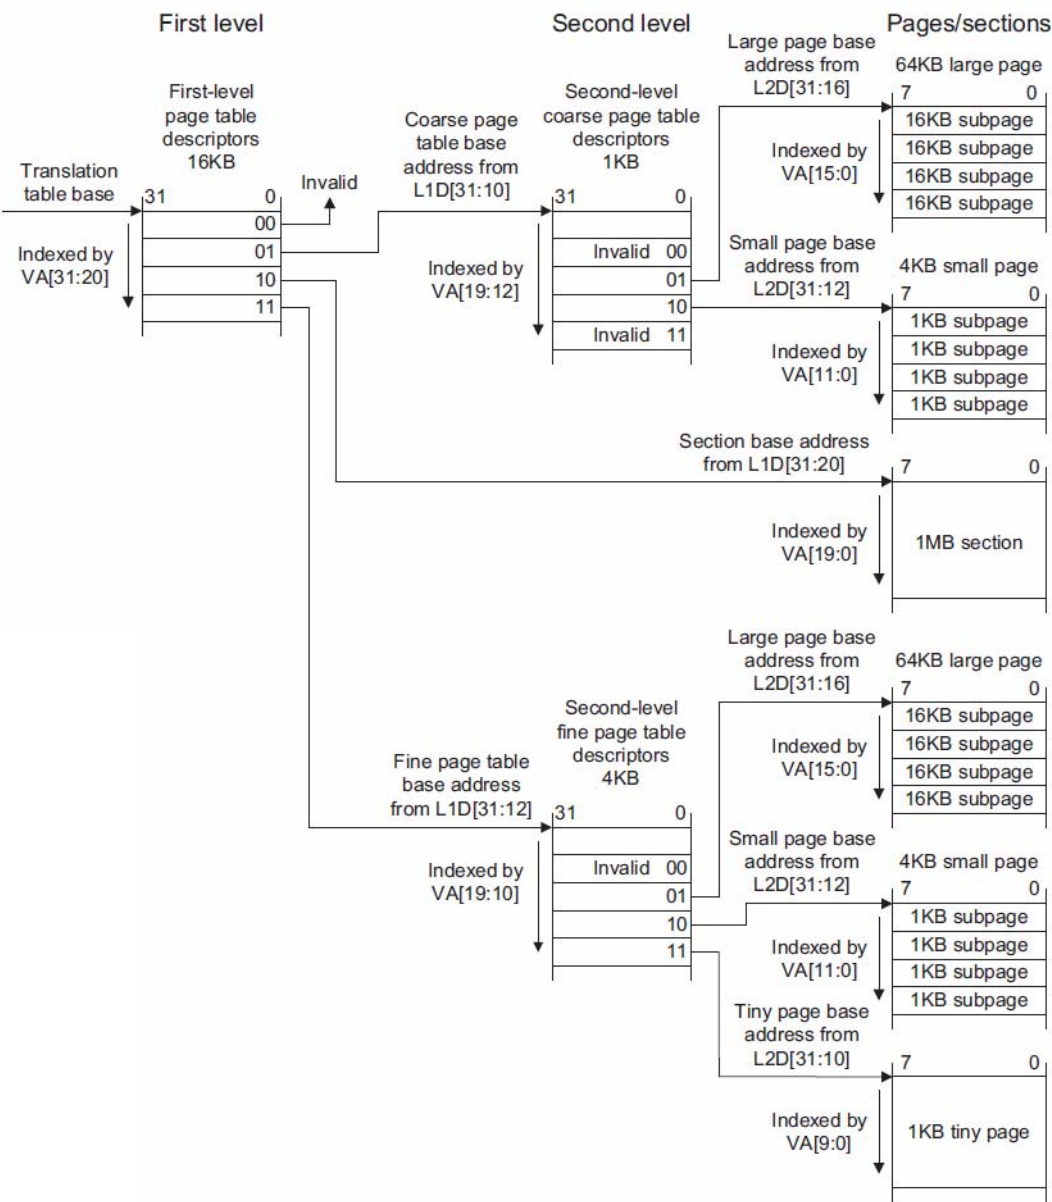 First level
Second level
Pages/sections
First-level
page table
descriptors
16KB
Translation
table base
31 0
Indexed by
VA[31:20]
00
01
10
11
Invalid
Coarse page
table base
address from
L1D[31:10]
Second-level
coarse page table
descriptors
1KB
31 0
Indexed by
VA[19:12]
Invalid 00
01
10
Invalid 11
Large page base
address from
L2D[31:16]
64KB large page
7 0
Indexed by
VA[15:0]
16KB subpage
16KB subpage
16KB subpage
16KB subpage
Small page base
address from
L2D[31:12]
4KB small page
7 0
Indexed by
VA[11:0]
1KB subpage
1KB subpage
1KB subpage
1KB subpage
Section base address
from L1D[31:20]
7 0
Indexed by
VA[19:0]
1MB section
Fine page table
base address
from L1D[31:12]
Second-level
fine page table
descriptors
4KB
31 0
Indexed by
VA[19:10]
Invalid 00
01
10
11
Large page base
address from
L2D[31:16]
64KB large page
7 0
Indexed by
VA[15:0]
16KB subpage
16KB subpage
16KB subpage
16KB subpage
Small page base
address from
L2D[31:12]
4KB small page
7 0
Indexed by
VA[11:0]
1KB subpage
1KB subpage
1KB subpage
1KB subpage
Tiny page base
address from
L2D[31:10]
7 0
Indexed by
VA[9:0]
1KB tiny page